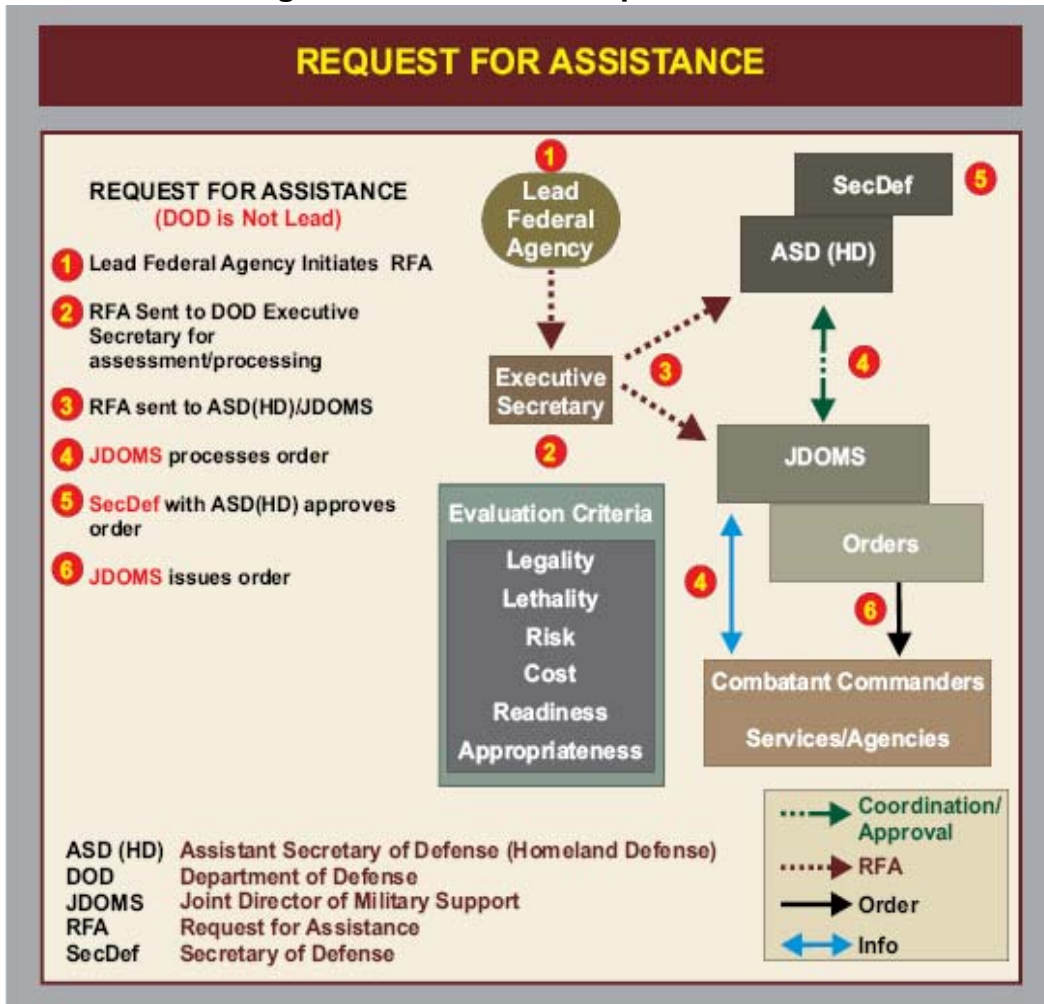 REQUEST FOR ASSISTANCE
REQUEST FOR ASSISTANCE
(DOD is Not Lead)
1 Lead Federal Agency Initiates RFA
2 RFA Sent to DOD Executive
Secretary for
assessment/processing
3 RFA sent to ASD(HD)/JDOMS
4 JDOMS processes order
5 SecDef with ASD(HD) approves
order
6 JDOMS issues order
1
Lead
Federal
Agency
SecDef
5
ASD (HD)
Executive
Secretary
3
4
2
JDOMS
Orders
4
6
Combatant Commanders
Services/Agencies
Evaluation Criteria
Legality
Lethality
Risk
Cost
Readiness
Appropriateness
ASD (HD) Assistant Secretary of Defense (Homeland Defense)
DOD Department of Defense
JDOMS Joint Director of Military Support
RFA Request for Assistance
SecDef Secretary of Defense
Coordination/
Approval
RFA
Order
Info